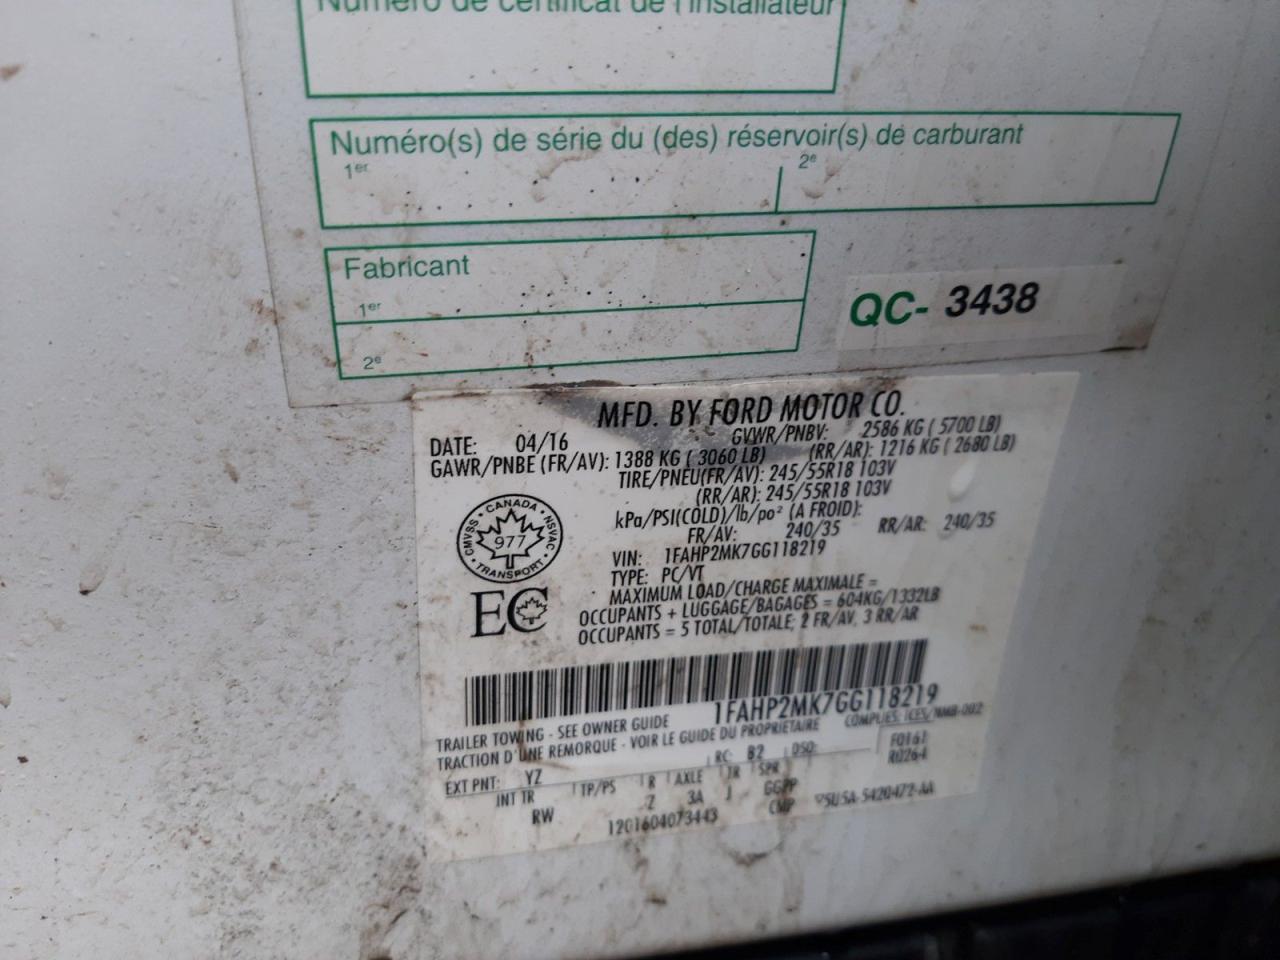 Numéro de certificat de l'installateur
Numéro(s) de série du (des) réservoir(s) de carburant
1er 2e
Fabricant
1er
2e
QC- 3438
MFD. BY FORD MOTOR CO.
DATE: 04/16 GVWR/PNBV: 2586 KG ( 5700 LB)
GAWR/PNBE (FR/AV): 1388 KG ( 3060 LB) (RR/AR): 1216 KG ( 2680 LB)
TIRE/PNEU(FR/AV): 245/55R18 103V
(RR/AR): 245/55R18 103V
kPa/PSI(COLD)/lb/po² (A FROID):
FR/AV: 240/35 RR/AR: 240/35
VIN: 1FAHP2MK7GG118219
TYPE: PC/VT
MAXIMUM LOAD/CHARGE MAXIMALE =
OCCUPANTS + LUGGAGE/BAGAGES = 604KG/1332LB
OCCUPANTS = 5 TOTAL/TOTALE; 2 FR/AV, 3 RR/AR
CMVSS · CANADA · NSVAC · TRANSPORT ·
977
EC
1FAHP2MK7GG118219
TRAILER TOWING - SEE OWNER GUIDE COMPLIES: ICES/NMB-002
TRACTION D'UNE REMORQUE - VOIR LE GUIDE DU PROPRIETAIRE
EXT PNT: YZ RC: B2 DSO: F0161
R0264
INT TR TP/PS R AXLE TR SPR
RW Z 3A J GGPP
CMP 5U5A-5420472-AA
1201604073443